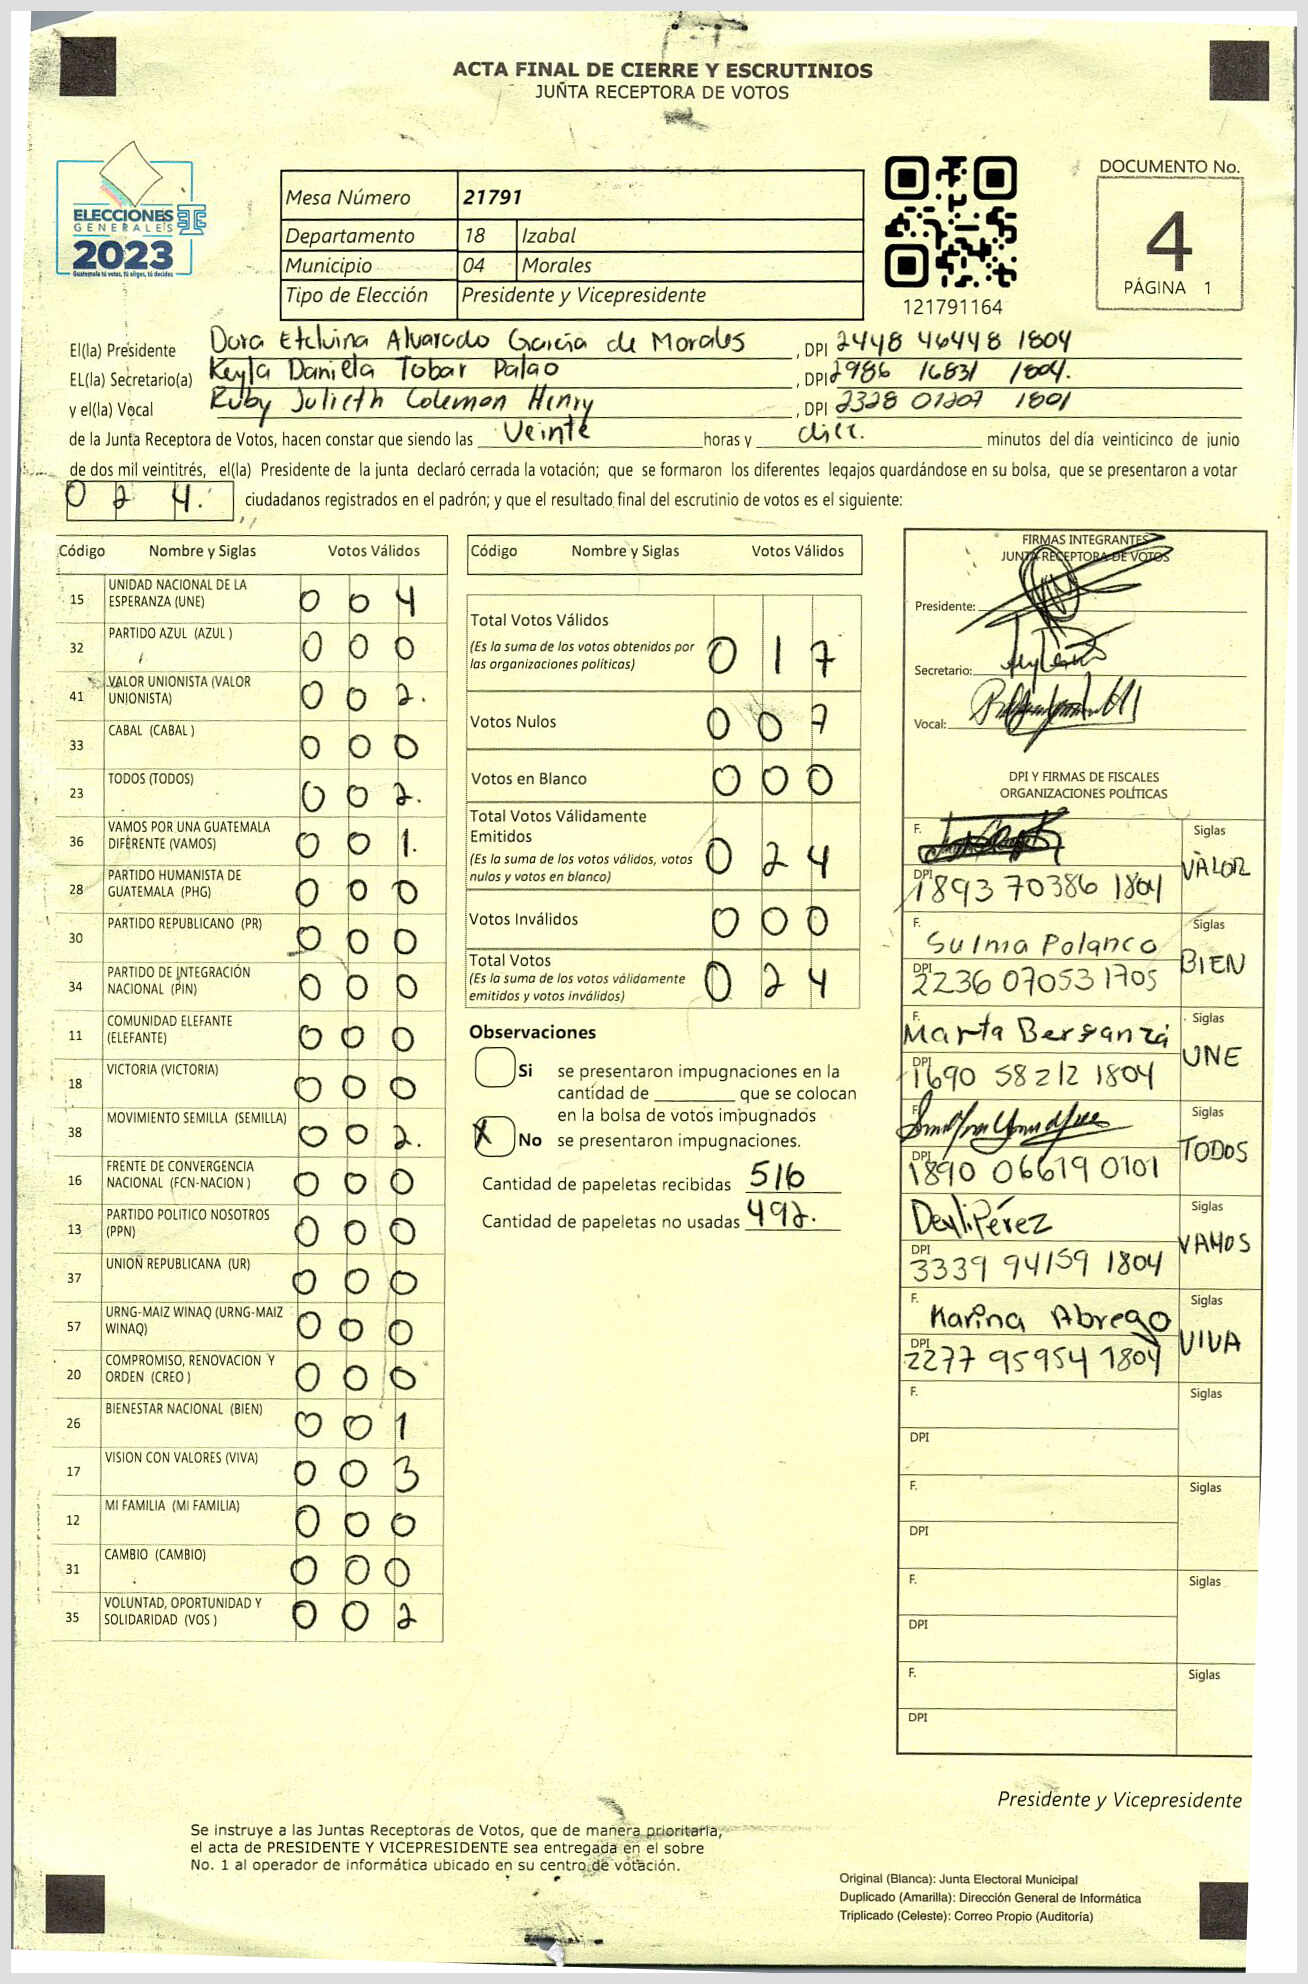 ACTA FINAL DE CIERRE Y ESCRUTINIOS
JUNTA RECEPTORA DE VOTOS
ELECCIONES
GENERALES
2023
Guatemala tú votas, tú eliges, tú decides
Mesa Número 21791
Departamento 18 Izabal
Municipio 04 Morales
Tipo de Elección Presidente y Vicepresidente
121791164
DOCUMENTO No.
4
PÁGINA 1
El(la) Presidente Dora Etelvina Alvarado Garcia de Morales, DPI 2448 46448 1804
EL(la) Secretario(a) Keyla Daniela Tobar Palao, DPI 2986 16831 1804.
y el(la) Vocal Ruby Julieth Coleman Henry, DPI 2328 01207 1801
de la Junta Receptora de Votos, hacen constar que siendo las Veinte horas y diez. minutos del día veinticinco de junio
de dos mil veintitrés, el(la) Presidente de la junta declaró cerrada la votación; que se formaron los diferentes legajos quardándose en su bolsa, que se presentaron a votar
0 2 4. ciudadanos registrados en el padrón; y que el resultado final del escrutinio de votos es el siguiente:
Código Nombre y Siglas Votos Válidos
15 UNIDAD NACIONAL DE LA ESPERANZA (UNE) 0 0 4
32 PARTIDO AZUL (AZUL ) 0 0 0
41 VALOR UNIONISTA (VALOR UNIONISTA) 0 0 2.
33 CABAL (CABAL ) 0 0 0
23 TODOS (TODOS) 0 0 2.
36 VAMOS POR UNA GUATEMALA DIFERENTE (VAMOS) 0 0 1.
28 PARTIDO HUMANISTA DE GUATEMALA (PHG) 0 0 0
30 PARTIDO REPUBLICANO (PR) 0 0 0
34 PARTIDO DE INTEGRACIÓN NACIONAL (PIN) 0 0 0
11 COMUNIDAD ELEFANTE (ELEFANTE) 0 0 0
18 VICTORIA (VICTORIA) 0 0 0
38 MOVIMIENTO SEMILLA (SEMILLA) 0 0 2.
16 FRENTE DE CONVERGENCIA NACIONAL (FCN-NACION ) 0 0 0
13 PARTIDO POLITICO NOSOTROS (PPN) 0 0 0
37 UNION REPUBLICANA (UR) 0 0 0
57 URNG-MAIZ WINAQ (URNG-MAIZ WINAQ) 0 0 0
20 COMPROMISO, RENOVACION Y ORDEN (CREO ) 0 0 0
26 BIENESTAR NACIONAL (BIEN) 0 0 1
17 VISION CON VALORES (VIVA) 0 0 3
12 MI FAMILIA (MI FAMILIA) 0 0 0
31 CAMBIO (CAMBIO) 0 0 0
35 VOLUNTAD, OPORTUNIDAD Y SOLIDARIDAD (VOS ) 0 0 2
Código Nombre y Siglas Votos Válidos
Total Votos Válidos
(Es la suma de los votos obtenidos por las organizaciones políticas) 0 1 7
Votos Nulos 0 0 7
Votos en Blanco 0 0 0
Total Votos Válidamente Emitidos
(Es la suma de los votos válidos, votos nulos y votos en blanco) 0 2 4
Votos Inválidos 0 0 0
Total Votos
(Es la suma de los votos válidamente emitidos y votos inválidos) 0 2 4
Observaciones
Si se presentaron impugnaciones en la
cantidad de ________ que se colocan
en la bolsa de votos impugnados
X No se presentaron impugnaciones.
Cantidad de papeletas recibidas 516
Cantidad de papeletas no usadas 492.
FIRMAS INTEGRANTES
JUNTA RECEPTORA DE VOTOS
Presidente:
Secretario:
Vocal:
DPI Y FIRMAS DE FISCALES
ORGANIZACIONES POLÍTICAS
F. Siglas VALOR
DPI 1893 70386 1804
F. Sulma Polanco Siglas BIEN
DPI 2236 07053 1705
F. Marta Berganza Siglas UNE
DPI 1690 58212 1804
F. Siglas TODOS
DPI 1890 06619 0101
Deyli Pérez Siglas VAMOS
DPI 3339 94159 1804
F. Karina Abrego Siglas VIVA
DPI 2277 95954 1804
F. Siglas
DPI
F. Siglas
DPI
F. Siglas
DPI
F. Siglas
DPI
Presidente y Vicepresidente
Se instruye a las Juntas Receptoras de Votos, que de manera prioritaria,
el acta de PRESIDENTE Y VICEPRESIDENTE sea entregada en el sobre
No. 1 al operador de informática ubicado en su centro de votación.
Original (Blanca): Junta Electoral Municipal
Duplicado (Amarilla): Dirección General de Informática
Triplicado (Celeste): Correo Propio (Auditoría)